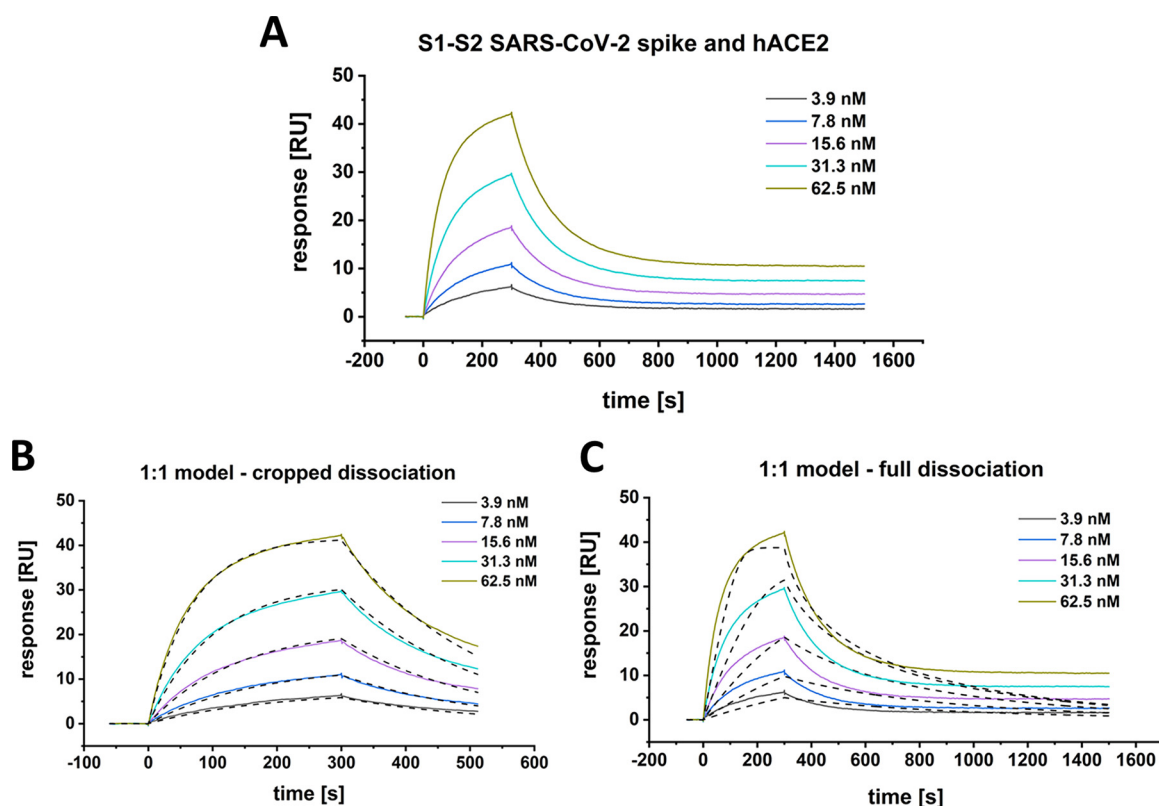 A
S1-S2 SARS-CoV-2 spike and hACE2
response [RU]
50
40
30
20
10
0
3.9 nM
7.8 nM
15.6 nM
31.3 nM
62.5 nM
-200 0 200 400 600 800 1000 1200 1400 1600
time [s]
B
1:1 model - cropped dissociation
response [RU]
50
40
30
20
10
0
3.9 nM
7.8 nM
15.6 nM
31.3 nM
62.5 nM
-100 0 100 200 300 400 500 600
time [s]
C
1:1 model - full dissociation
response [RU]
50
40
30
20
10
0
3.9 nM
7.8 nM
15.6 nM
31.3 nM
62.5 nM
-200 0 200 400 600 800 1000 1200 1400 1600
time [s]